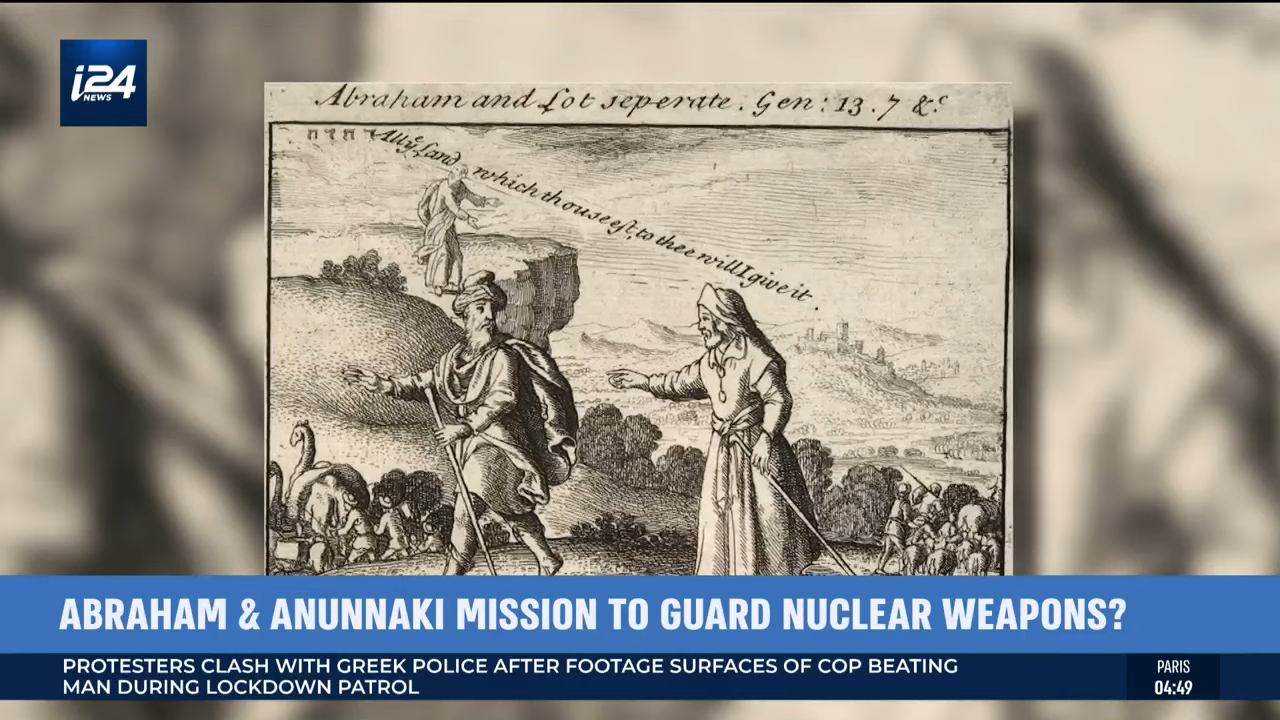 i24
NEWS
Abraham and Lot seperate. Gen: 13. 7 &c
All ye Land which thou seest, to thee will I give it.
ABRAHAM & ANUNNAKI MISSION TO GUARD NUCLEAR WEAPONS?
PROTESTERS CLASH WITH GREEK POLICE AFTER FOOTAGE SURFACES OF COP BEATING
MAN DURING LOCKDOWN PATROL
PARIS
04:49